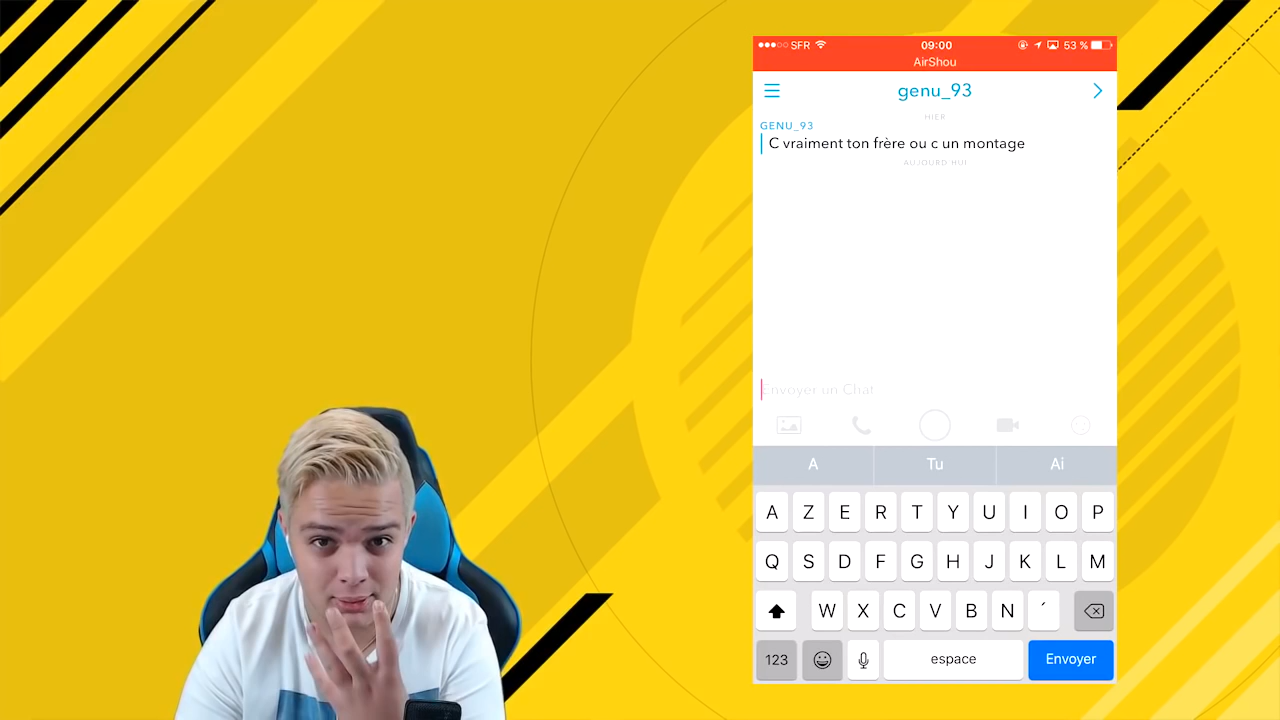 SFR 09:00 53 %
AirShou
genu_93
HIER
GENU_93
C vraiment ton frère ou c un montage
AUJOURD'HUI
Envoyer un Chat
A Tu Ai
A Z E R T Y U I O P
Q S D F G H J K L M
W X C V B N ´
123 espace Envoyer